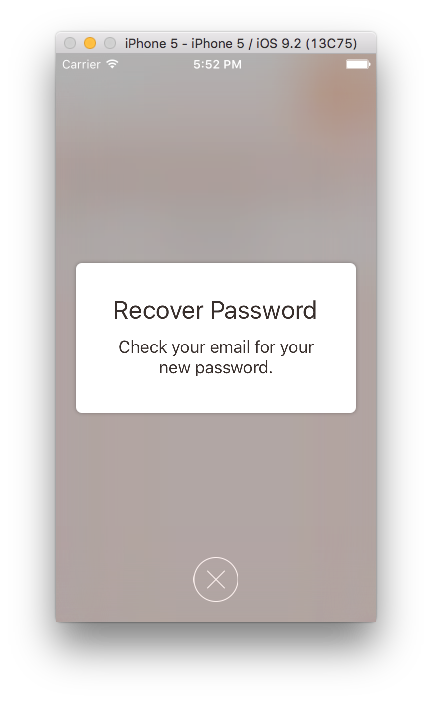 iPhone 5 - iPhone 5 / iOS 9.2 (13C75)
Carrier 5:52 PM
Recover Password
Check your email for your
new password.